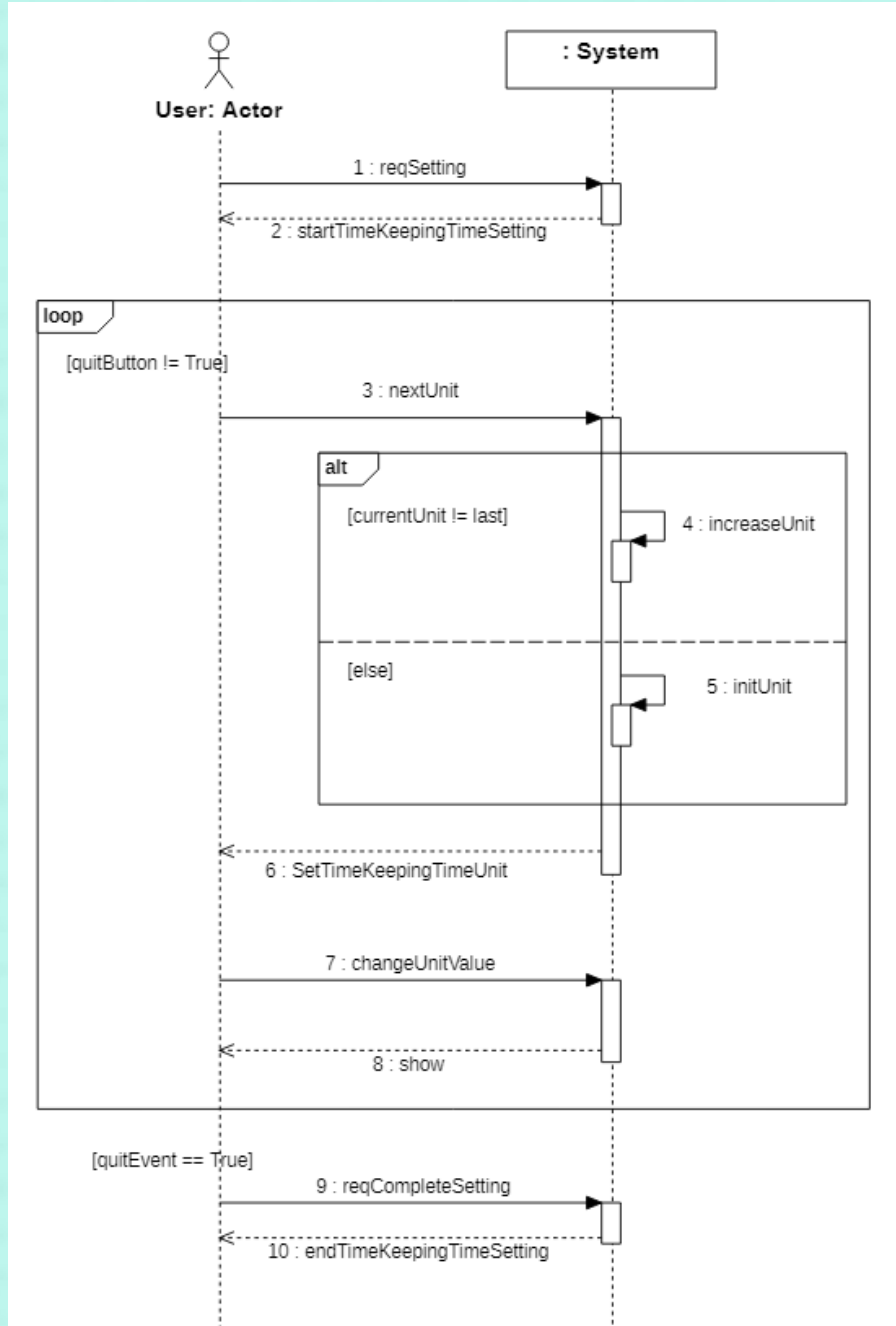 User: Actor
: System
1 : reqSetting
2 : startTimeKeepingTimeSetting
loop
[quitButton != True]
3 : nextUnit
alt
[currentUnit != last]
4 : increaseUnit
[else]
5 : initUnit
6 : SetTimeKeepingTimeUnit
7 : changeUnitValue
8 : show
[quitEvent == True]
9 : reqCompleteSetting
10 : endTimeKeepingTimeSetting